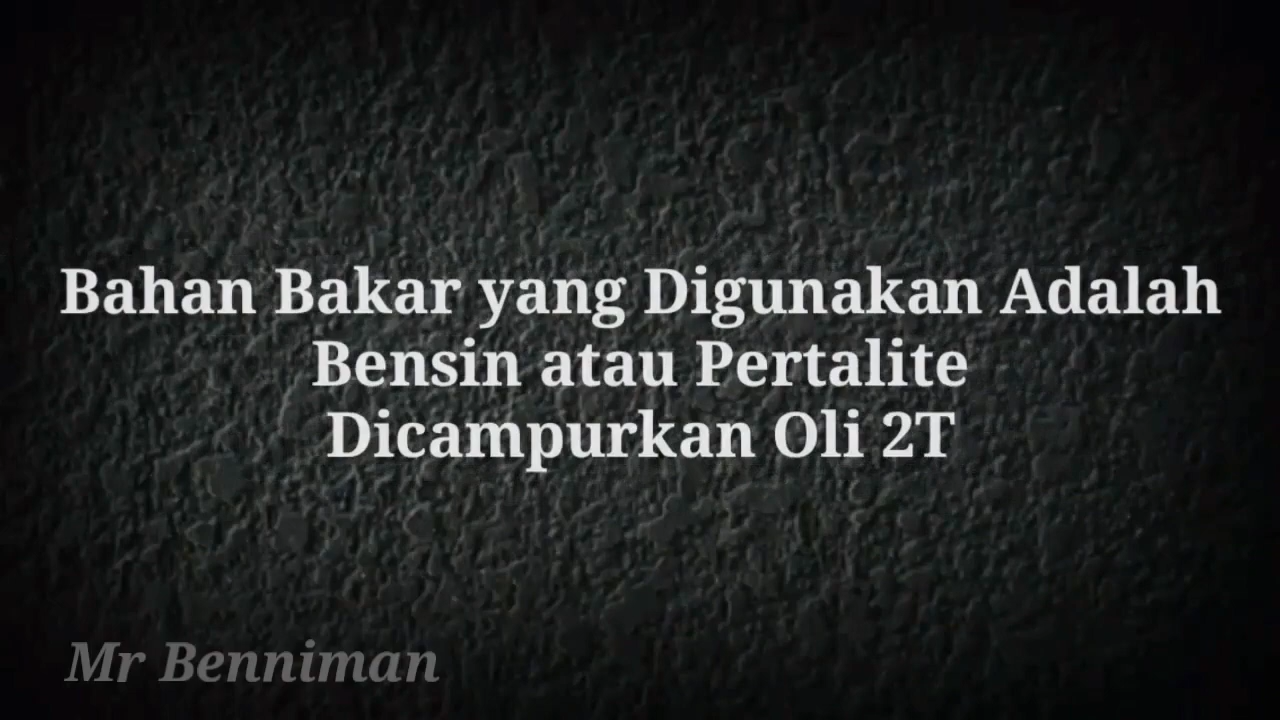 Bahan Bakar yang Digunakan Adalah
Bensin atau Pertalite
Dicampurkan Oli 2T
Mr Benniman